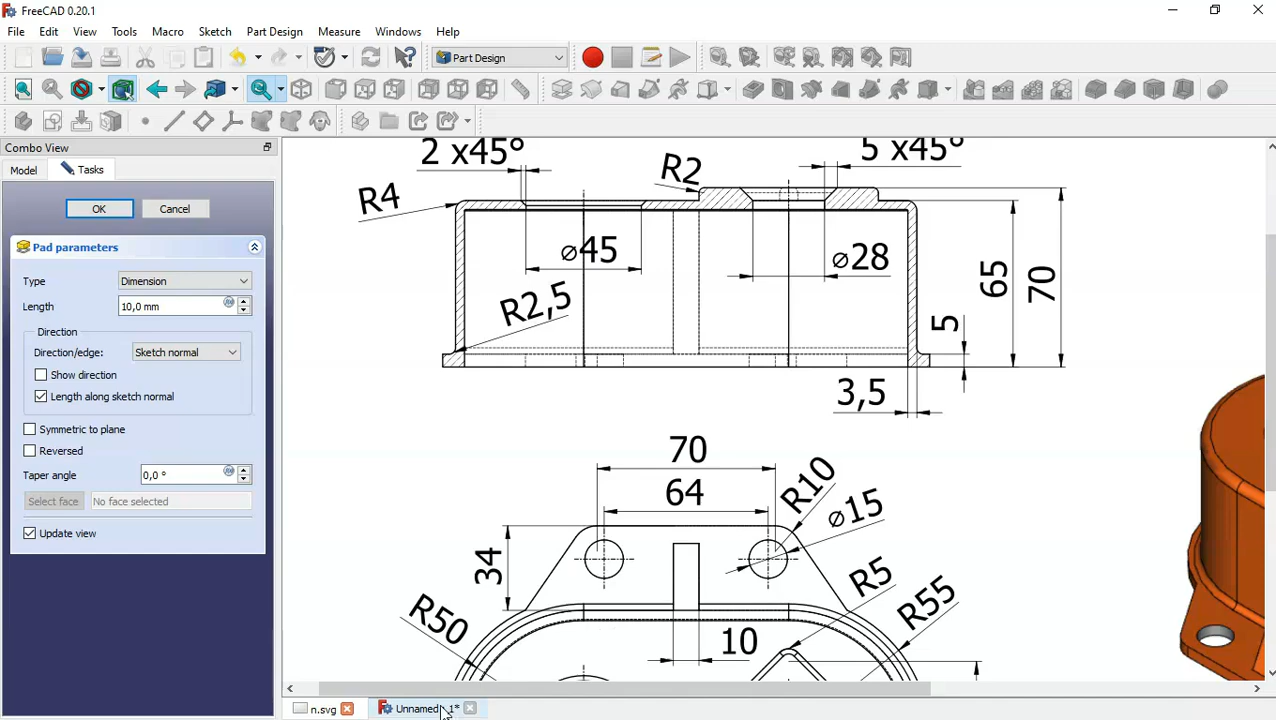 FreeCAD 0.20.1
File Edit View Tools Macro Sketch Part Design Measure Windows Help
Part Design
Combo View
Model Tasks
OK Cancel
Pad parameters
Type Dimension
Length 10,0 mm
Direction
Direction/edge: Sketch normal
Show direction
Length along sketch normal
Symmetric to plane
Reversed
Taper angle 0,0 °
Select face No face selected
Update view
2 x45°
R2
5 x45°
R4
⌀45
⌀28
R2,5
65
70
5
3,5
70
64
R10
⌀15
34
R5
R50
R55
10
n.svg Unnamed 1*